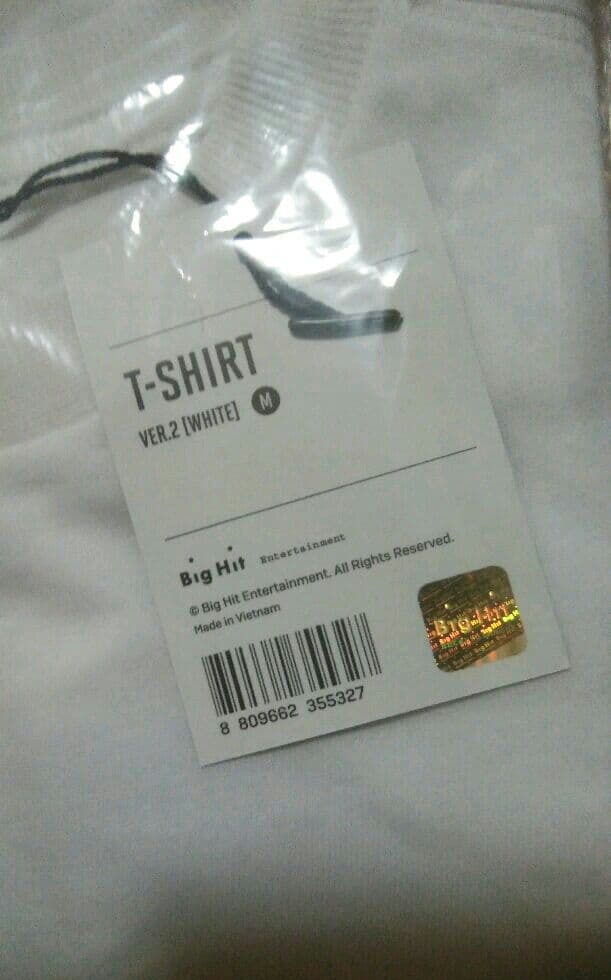 T-SHIRT
VER.2 [WHITE] M
Big Hit Entertainment
© Big Hit Entertainment. All Rights Reserved.
Made in Vietnam
8 809662 355327
Big Hit